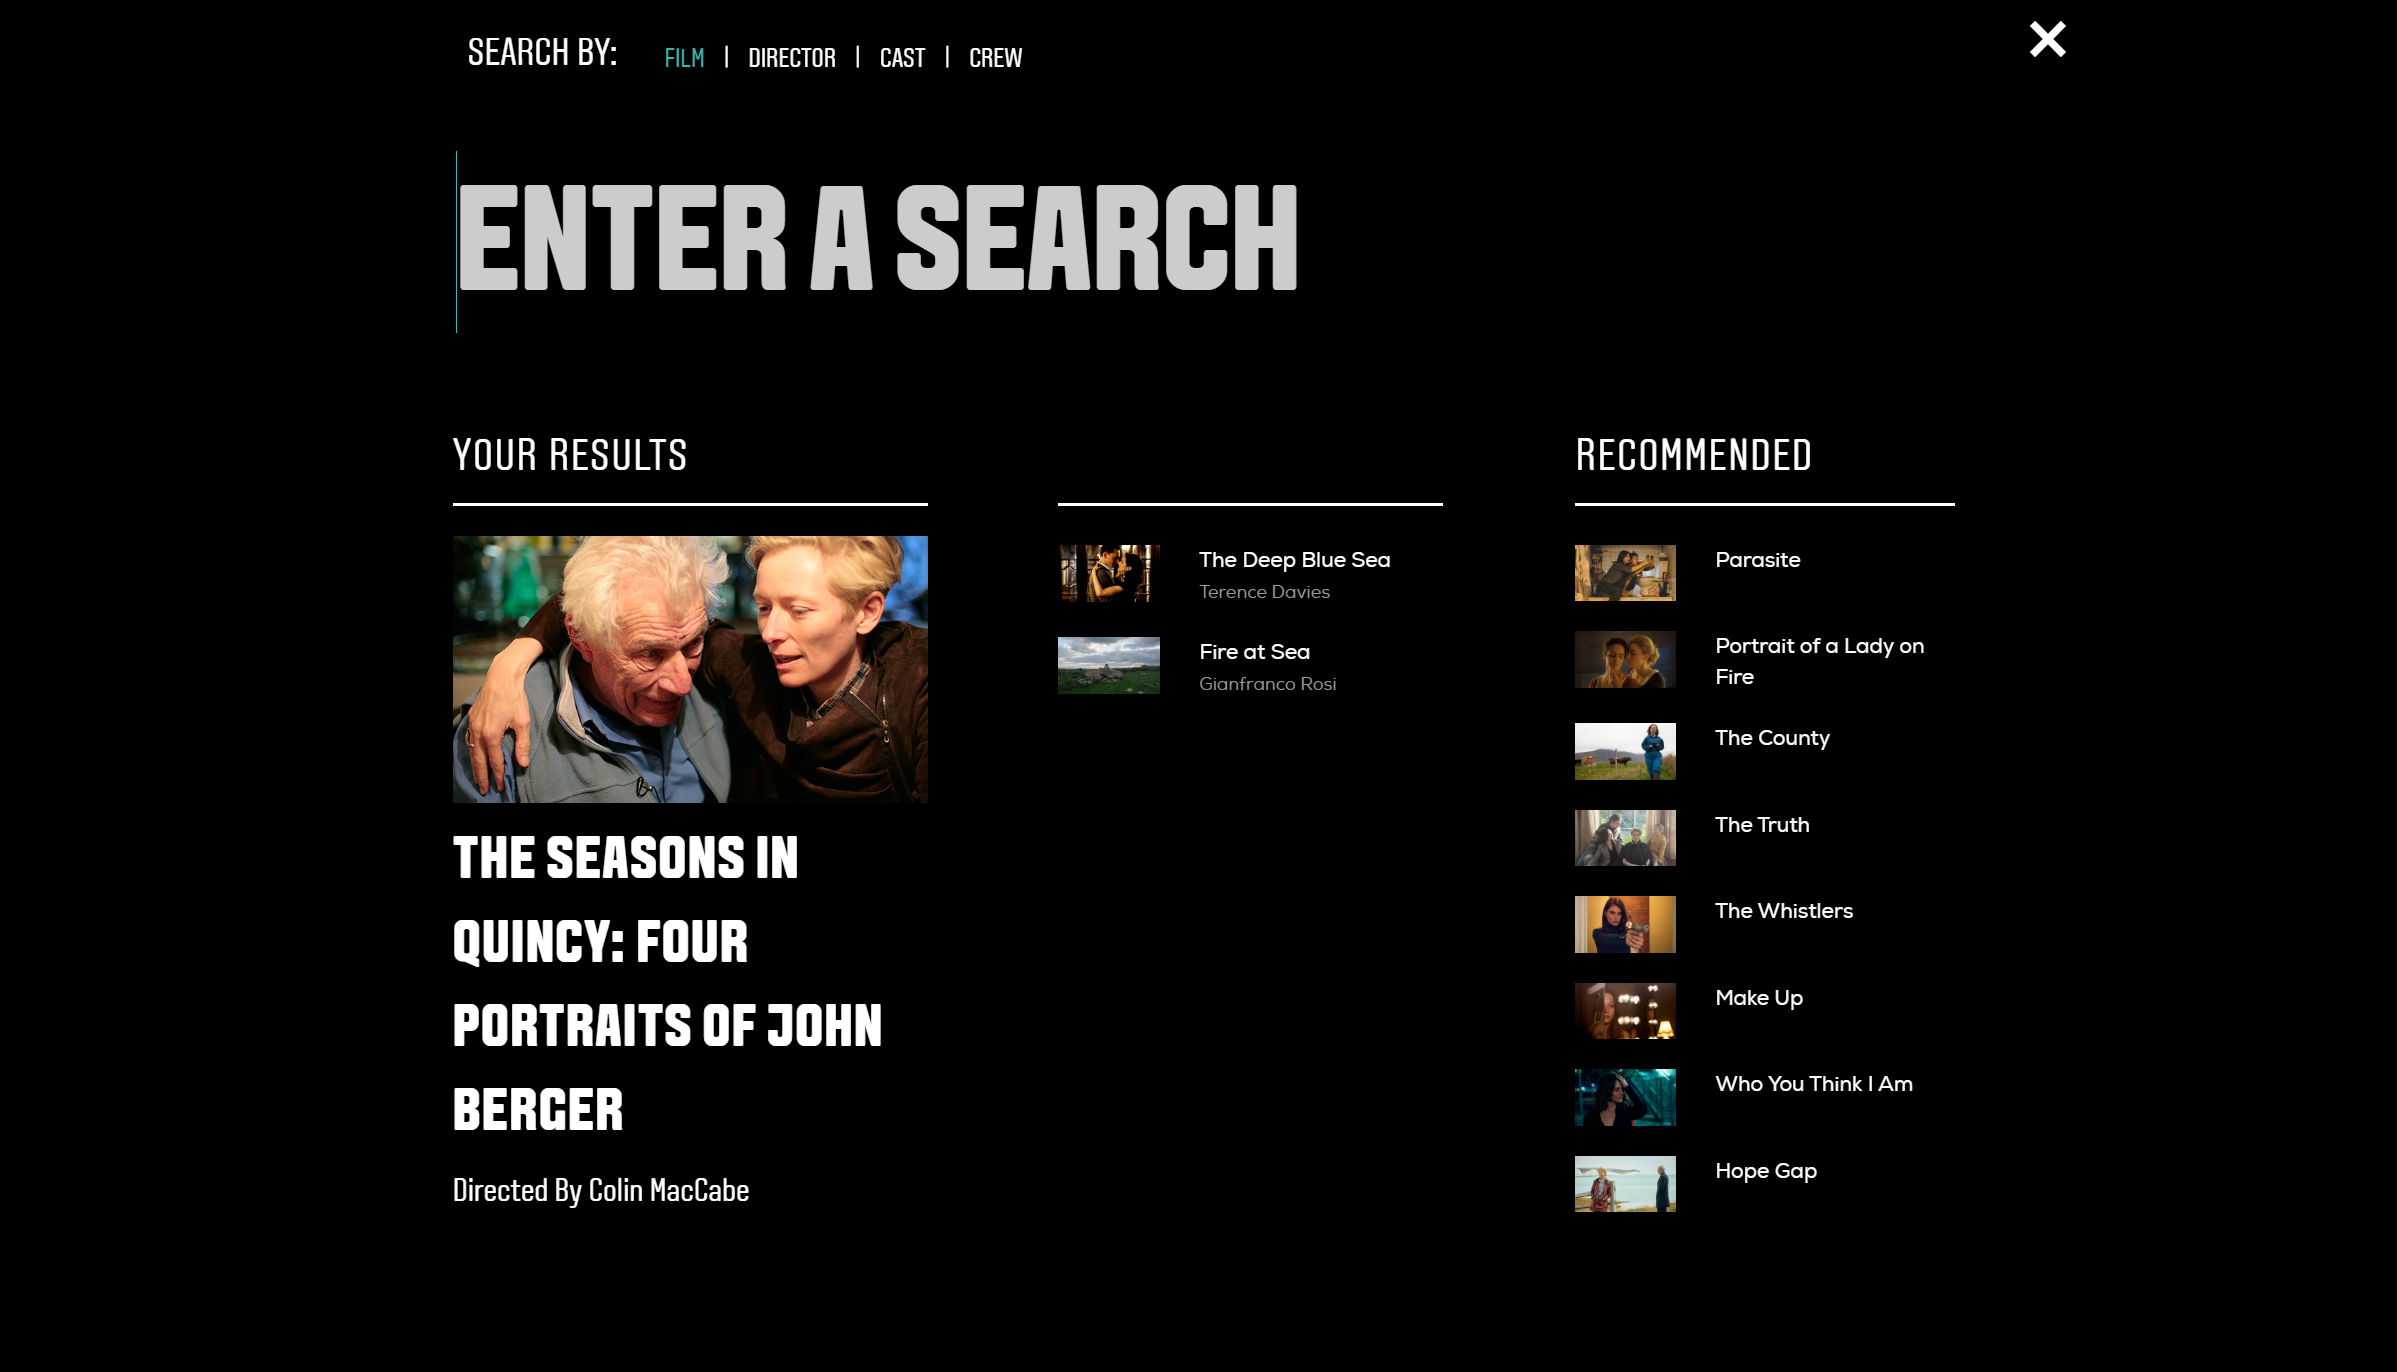 SEARCH BY: FILM | DIRECTOR | CAST | CREW
ENTER A SEARCH
YOUR RESULTS
THE SEASONS IN
QUINCY: FOUR
PORTRAITS OF JOHN
BERGER
Directed By Colin MacCabe
The Deep Blue Sea
Terence Davies
Fire at Sea
Gianfranco Rosi
RECOMMENDED
Parasite
Portrait of a Lady on
Fire
The County
The Truth
The Whistlers
Make Up
Who You Think I Am
Hope Gap